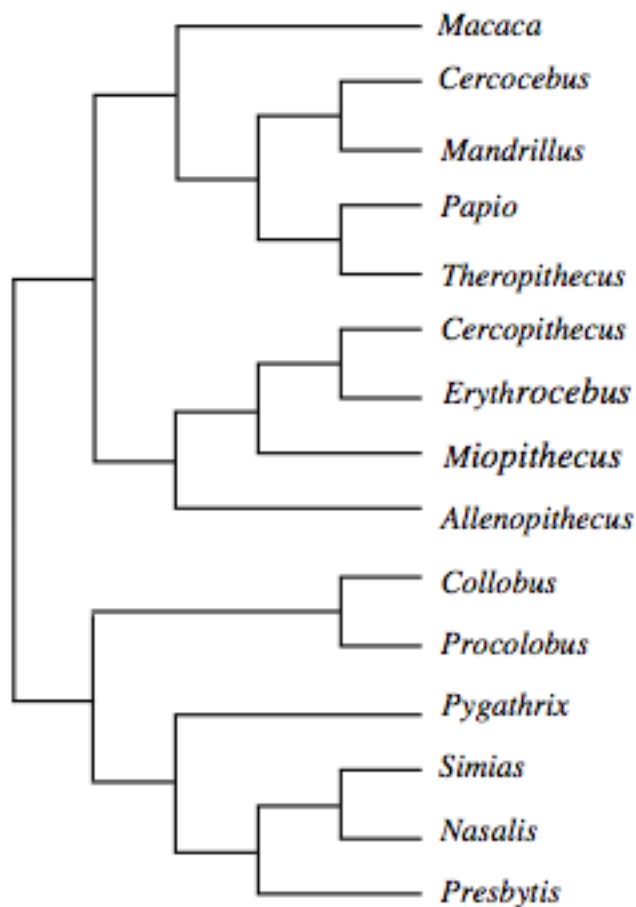 Macaca
Cercocebus
Mandrillus
Papio
Theropithecus
Cercopithecus
Erythrocebus
Miopithecus
Allenopithecus
Collobus
Procolobus
Pygathrix
Simias
Nasalis
Presbytis